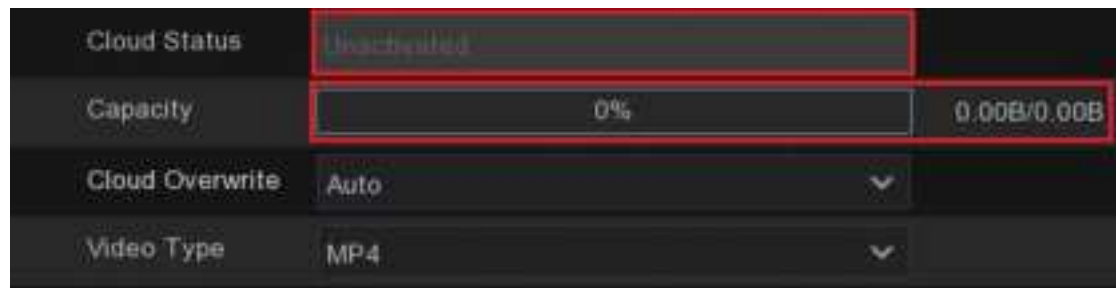 Cloud Status Unactivated
Capacity 0% 0.00B/0.00B
Cloud Overwrite Auto
Video Type MP4